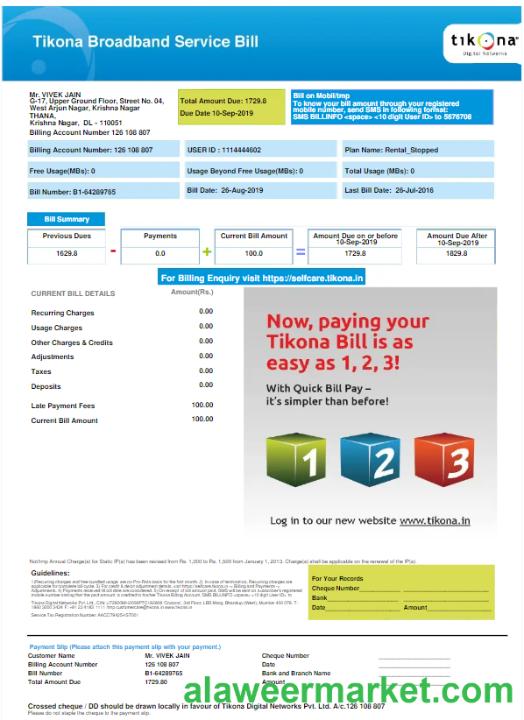 Tikona Broadband Service Bill
tikona
Digital Networks
Mr. VIVEK JAIN
G-17, Upper Ground Floor, Street No. 04,
West Arjun Nagar, Krishna Nagar
THANA,
Krishna Nagar, DL - 110051
Billing Account Number 126 108 807
Total Amount Due: 1729.8
Due Date 10-Sep-2019
Bill on Mobil/tmp
To know your bill amount through your registered
mobile number, send SMS in following format:
SMS BILLINFO <space> <10 digit User ID> to 5676708
Billing Account Number: 126 108 807
USER ID : 1114444602
Plan Name: Rental_Stopped
Free Usage(MBs): 0
Usage Beyond Free Usage(MBs): 0
Total Usage (MBs): 0
Bill Number: B1-64289765
Bill Date: 26-Aug-2019
Last Bill Date: 26-Jul-2016
Bill Summary
Previous Dues
Payments
Current Bill Amount
Amount Due on or before
10-Sep-2019
Amount Due After
10-Sep-2019
1629.8
-
0.0
+
100.0
=
1729.8
1829.8
For Billing Enquiry visit https://selfcare.tikona.in
CURRENT BILL DETAILS Amount(Rs.)
Recurring Charges 0.00
Usage Charges 0.00
Other Charges & Credits 0.00
Adjustments 0.00
Taxes 0.00
Deposits 0.00
Late Payment Fees 100.00
Current Bill Amount 100.00
Now, paying your
Tikona Bill is as
easy as 1, 2, 3!
With Quick Bill Pay –
it's simpler than before!
1 2 3
Log in to our new website www.tikona.in
Annual Charge(s) for Static IP(s) has been revised from Rs. 1,000 to Rs. 1,500 from January 1, 2013. Charge(s) shall be applicable on the renewal of the IP(s)
Guidelines:
For Your Records
Cheque Number
Bank
Date Amount
Payment Slip (Please attach this payment slip with your payment.)
Customer Name Mr. VIVEK JAIN Cheque Number
Billing Account Number 126 108 807 Date
Bill Number B1-64289765 Bank and Branch Name
Total Amount Due 1729.80 Amount
alaweermarket.com
Crossed cheque / DD should be drawn locally in favour of Tikona Digital Networks Pvt. Ltd. A/c.126 108 807
Please do not staple the cheque to the payment slip.